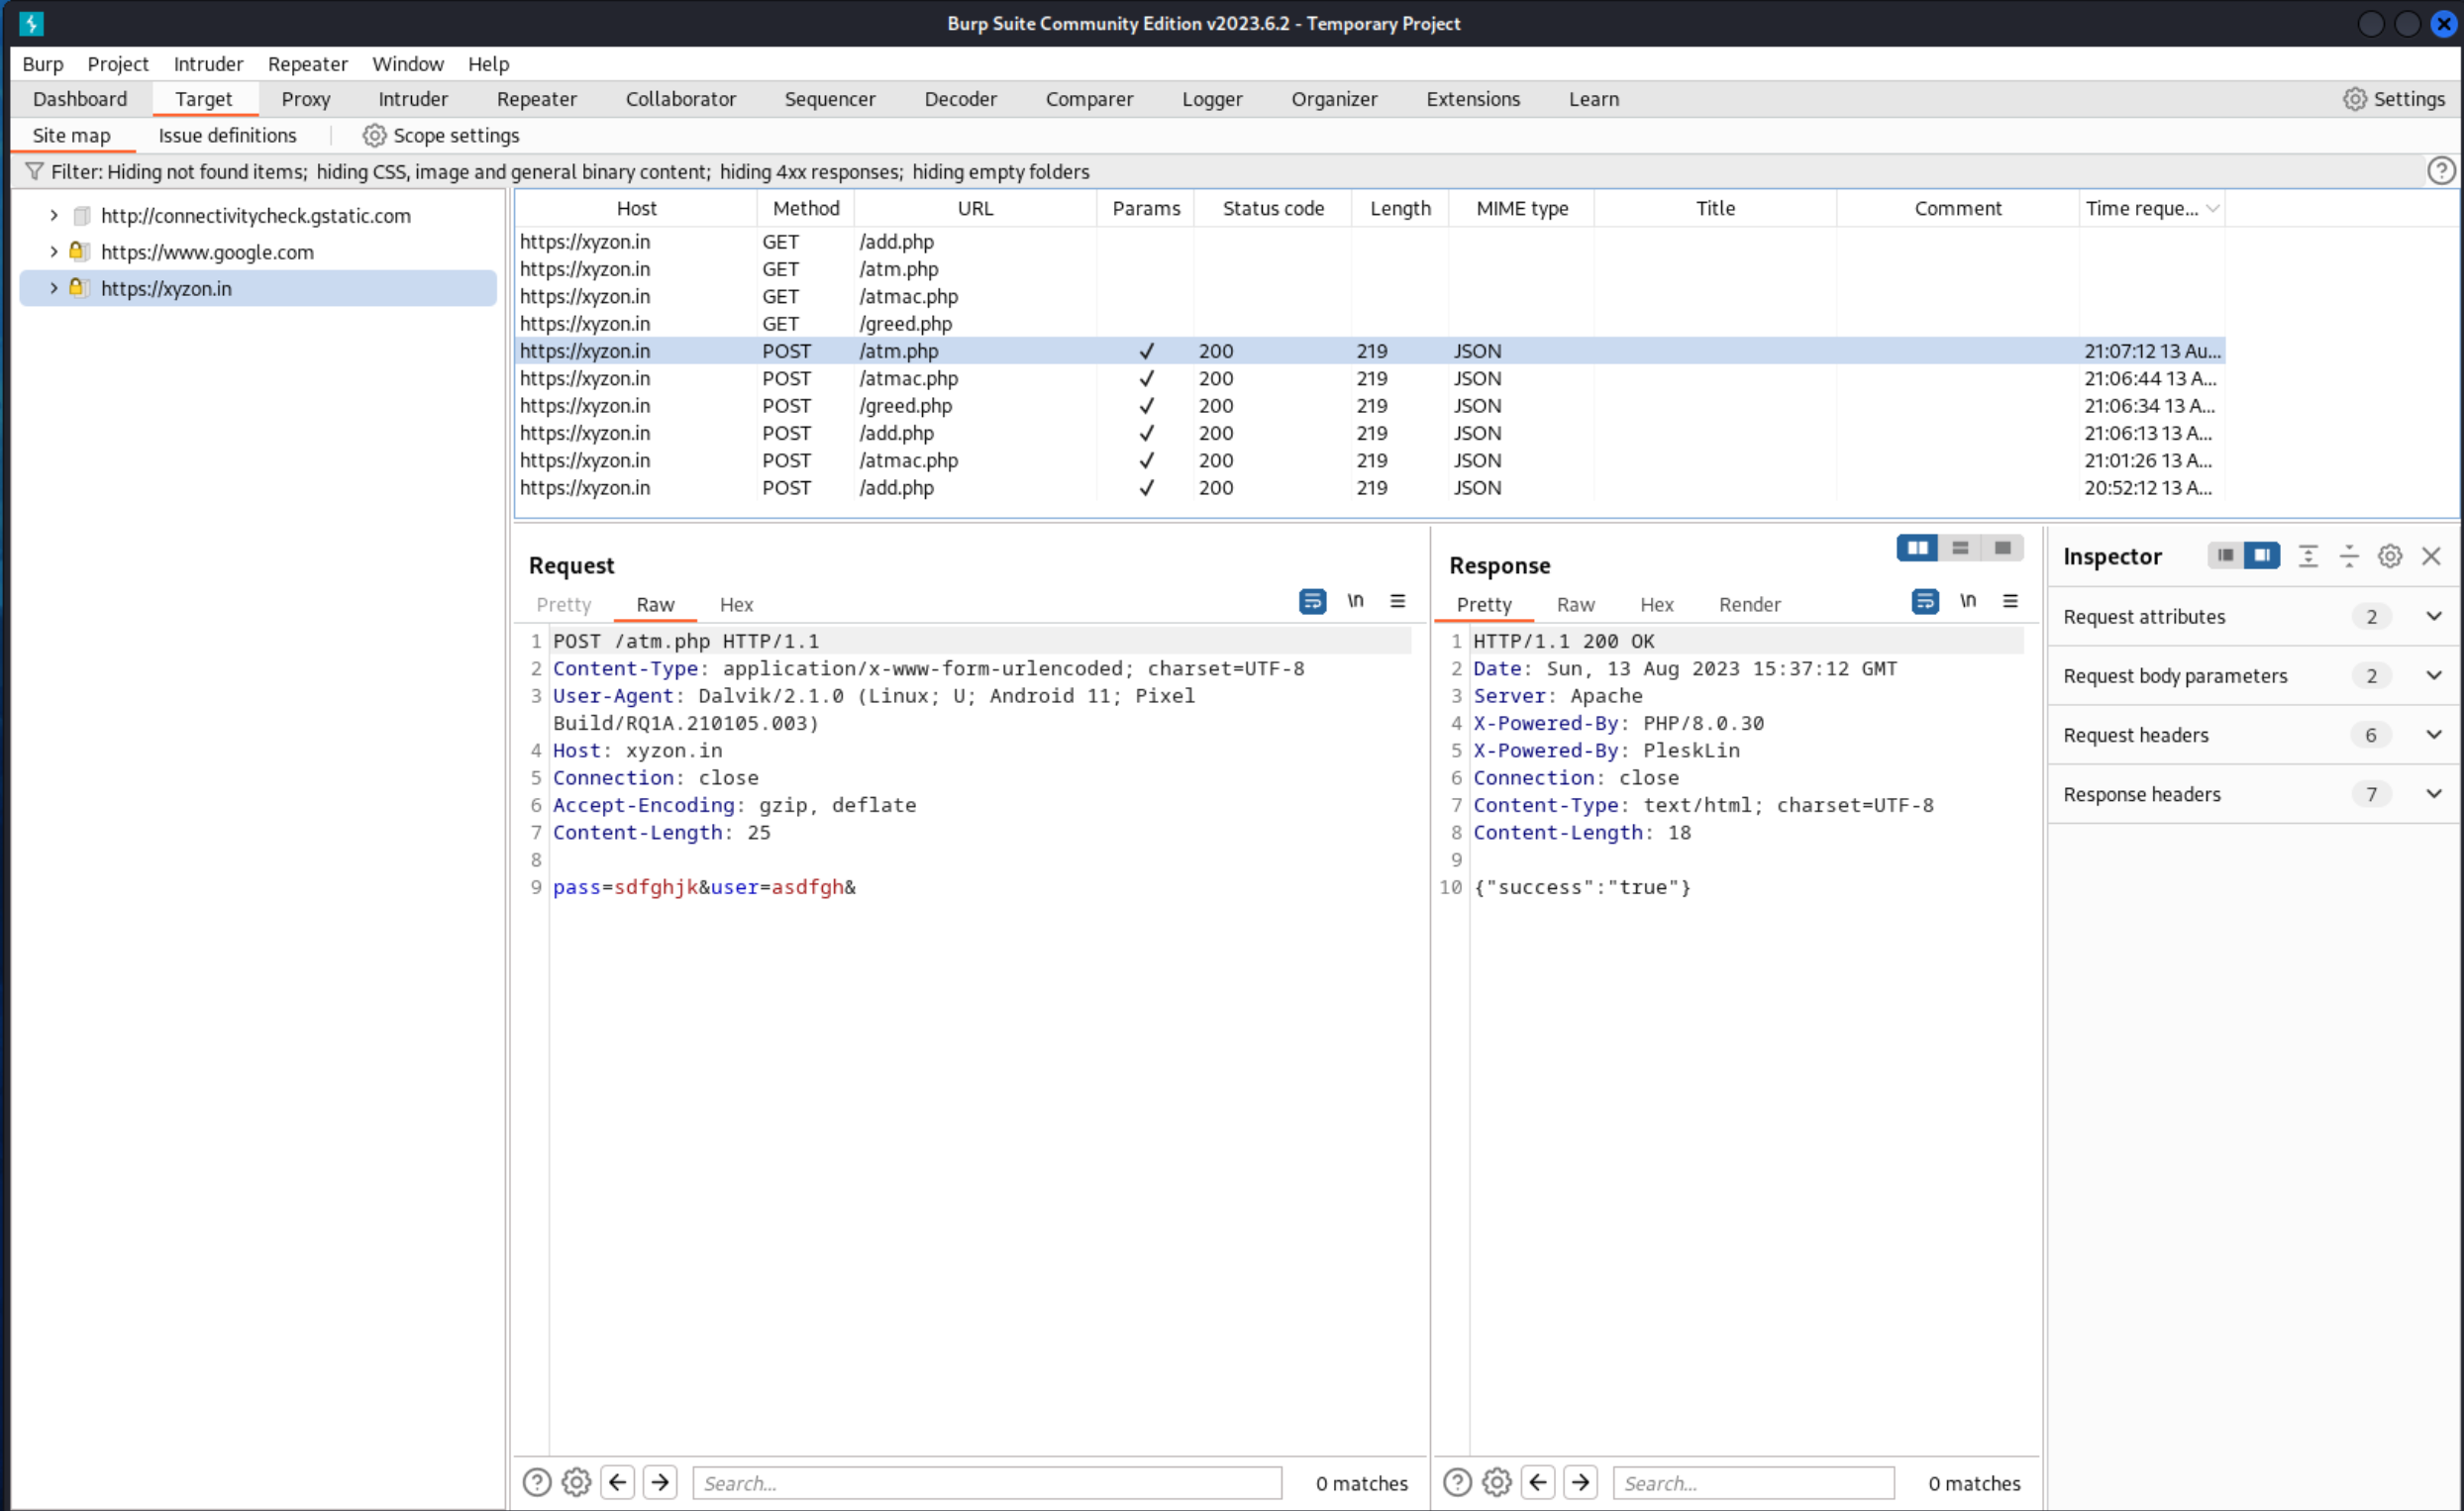 Burp Suite Community Edition v2023.6.2 - Temporary Project
Burp Project Intruder Repeater Window Help
Dashboard Target Proxy Intruder Repeater Collaborator Sequencer Decoder Comparer Logger Organizer Extensions Learn Settings
Site map Issue definitions Scope settings
Filter: Hiding not found items; hiding CSS, image and general binary content; hiding 4xx responses; hiding empty folders
http://connectivitycheck.gstatic.com
https://www.google.com
https://xyzon.in
Host Method URL Params Status code Length MIME type Title Comment Time reque...
https://xyzon.in GET /add.php
https://xyzon.in GET /atm.php
https://xyzon.in GET /atmac.php
https://xyzon.in GET /greed.php
https://xyzon.in POST /atm.php ✓ 200 219 JSON 21:07:12 13 Au...
https://xyzon.in POST /atmac.php ✓ 200 219 JSON 21:06:44 13 A...
https://xyzon.in POST /greed.php ✓ 200 219 JSON 21:06:34 13 A...
https://xyzon.in POST /add.php ✓ 200 219 JSON 21:06:13 13 A...
https://xyzon.in POST /atmac.php ✓ 200 219 JSON 21:01:26 13 A...
https://xyzon.in POST /add.php ✓ 200 219 JSON 20:52:12 13 A...
Request
Pretty Raw Hex \n
1 POST /atm.php HTTP/1.1
2 Content-Type: application/x-www-form-urlencoded; charset=UTF-8
3 User-Agent: Dalvik/2.1.0 (Linux; U; Android 11; Pixel
Build/RQ1A.210105.003)
4 Host: xyzon.in
5 Connection: close
6 Accept-Encoding: gzip, deflate
7 Content-Length: 25
8
9 pass=sdfghjk&user=asdfgh&
Search... 0 matches
Response
Pretty Raw Hex Render \n
1 HTTP/1.1 200 OK
2 Date: Sun, 13 Aug 2023 15:37:12 GMT
3 Server: Apache
4 X-Powered-By: PHP/8.0.30
5 X-Powered-By: PleskLin
6 Connection: close
7 Content-Type: text/html; charset=UTF-8
8 Content-Length: 18
9
10 {"success":"true"}
Search... 0 matches
Inspector
Request attributes 2
Request body parameters 2
Request headers 6
Response headers 7